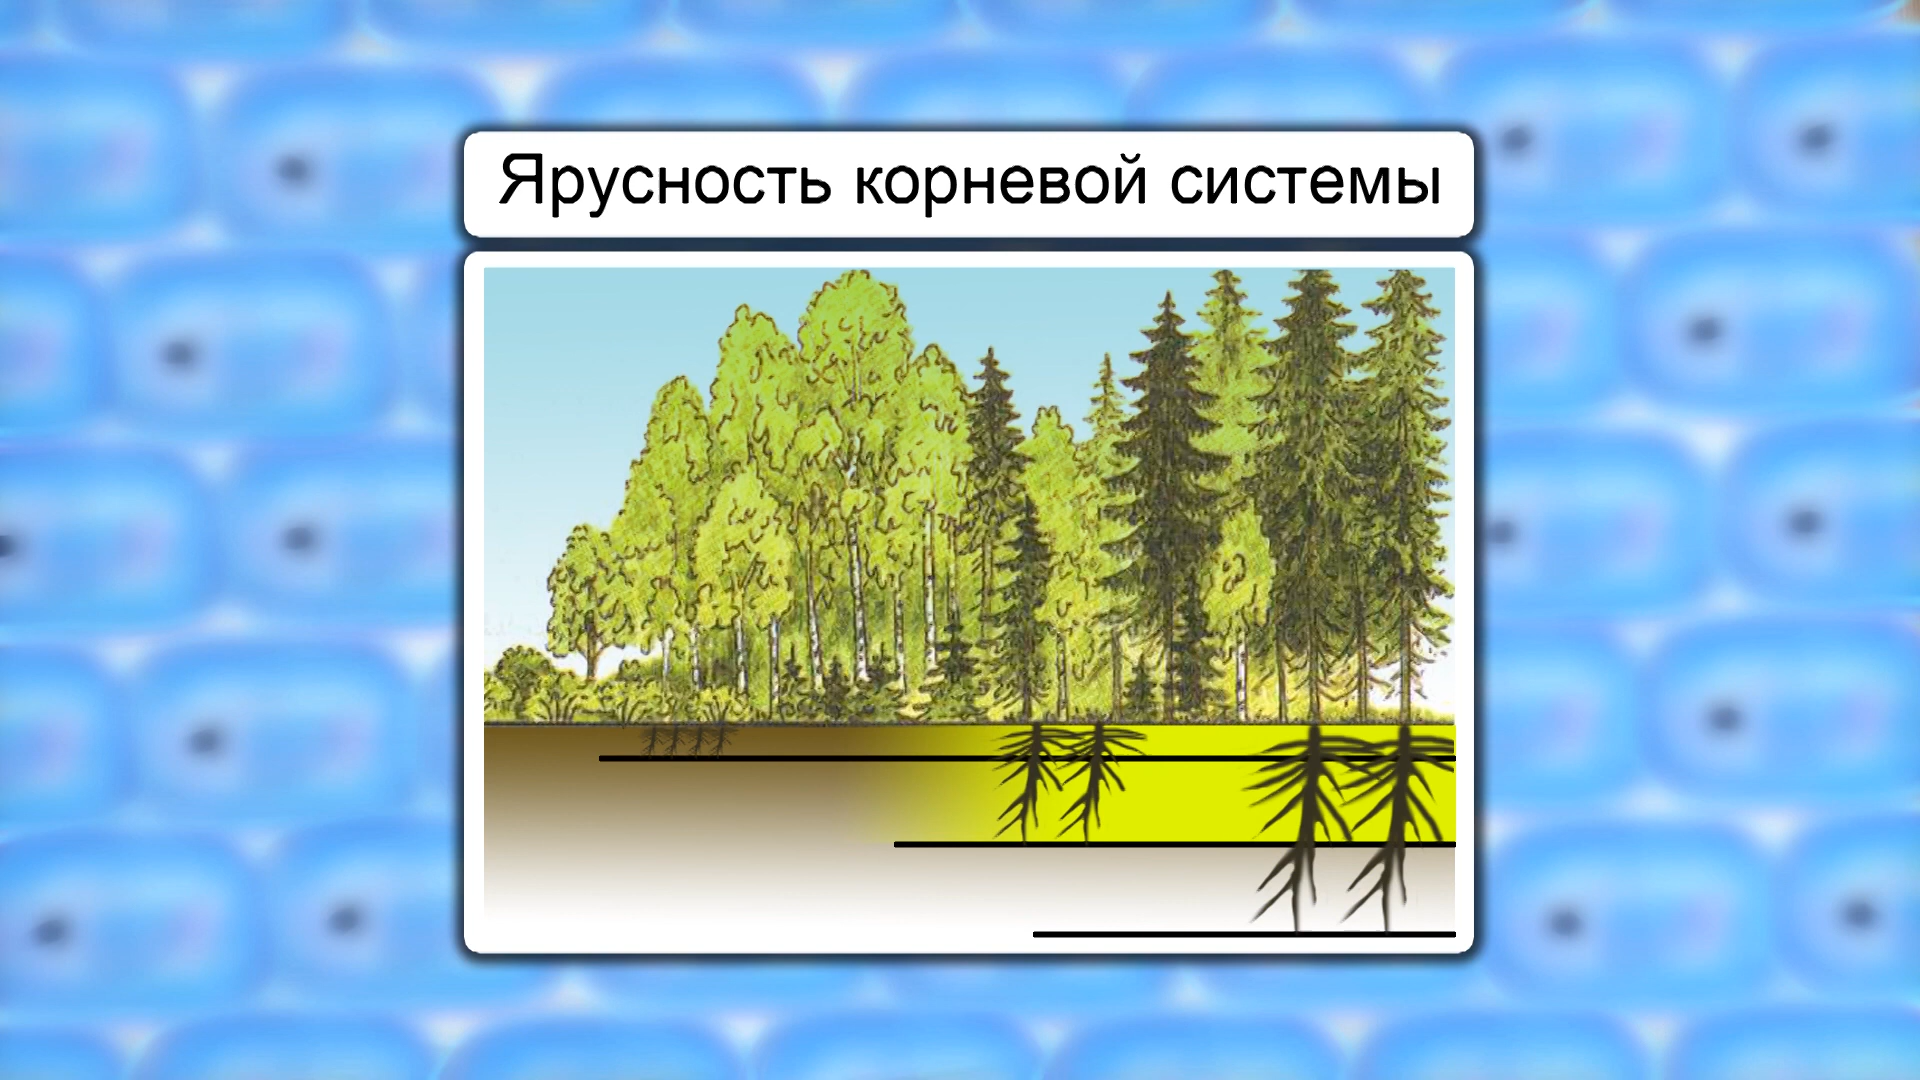 Ярусность корневой системы